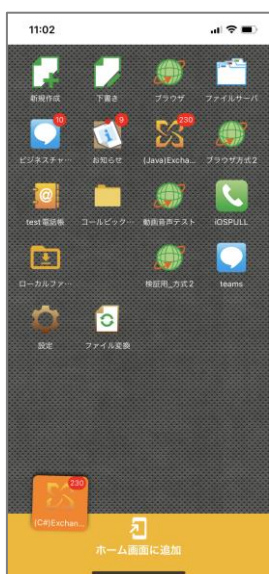 11:02
新規作成
下書き
ブラウザ
ファイルサーバ
10
9
230
ビジネスチャ…
お知らせ
(Java)Excha…
ブラウザ方式2
test電話帳
コールピック…
動画音声テスト
iOSPULL
ローカルファ…
検証用_方式2
teams
設定
ファイル変換
230
(C#)Exchan…
ホーム画面に追加